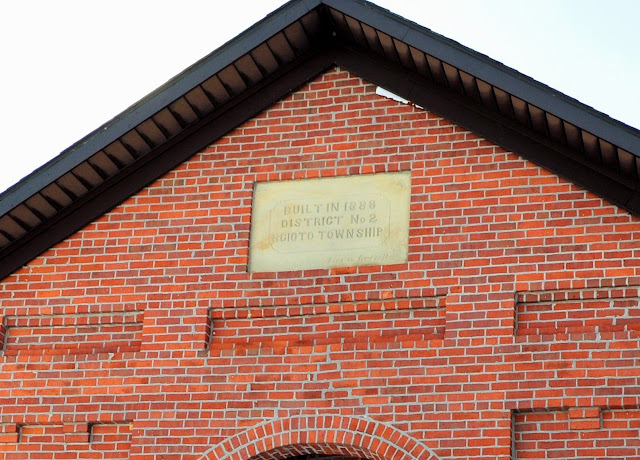 BUILT IN 1888
DISTRICT No 2
SCIOTO TOWNSHIP